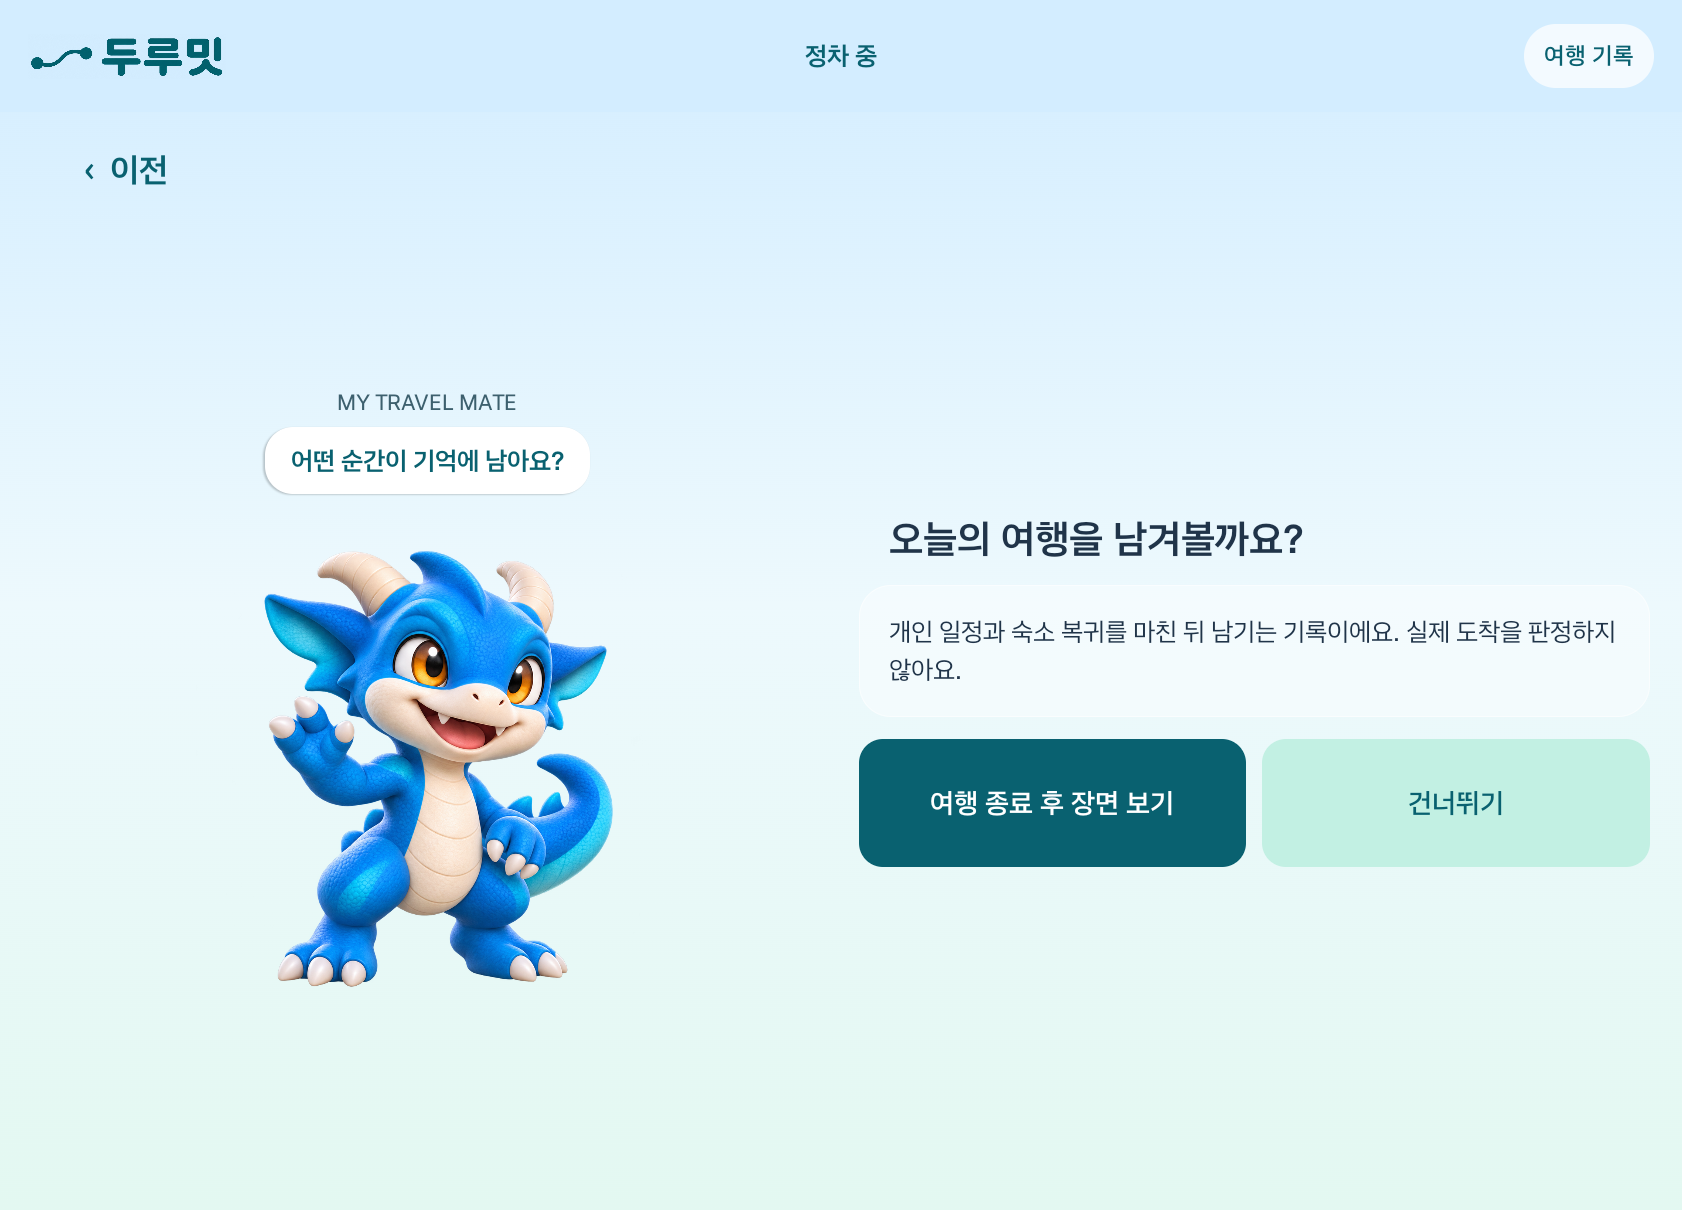 두루밋
정차 중
여행 기록
‹ 이전
MY TRAVEL MATE
어떤 순간이 기억에 남아요?
오늘의 여행을 남겨볼까요?
개인 일정과 숙소 복귀를 마친 뒤 남기는 기록이에요. 실제 도착을 판정하지
않아요.
여행 종료 후 장면 보기
건너뛰기